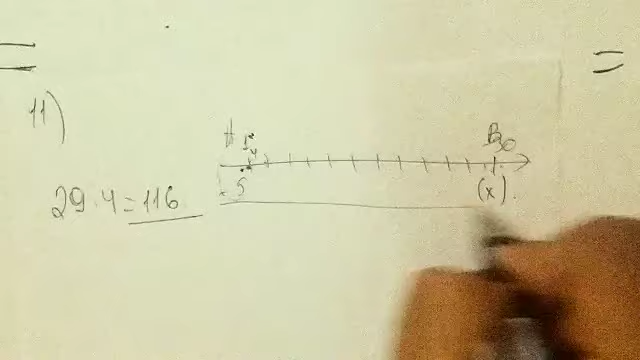 11)
B₃₀
29 · 4 = 116
-5
(x).